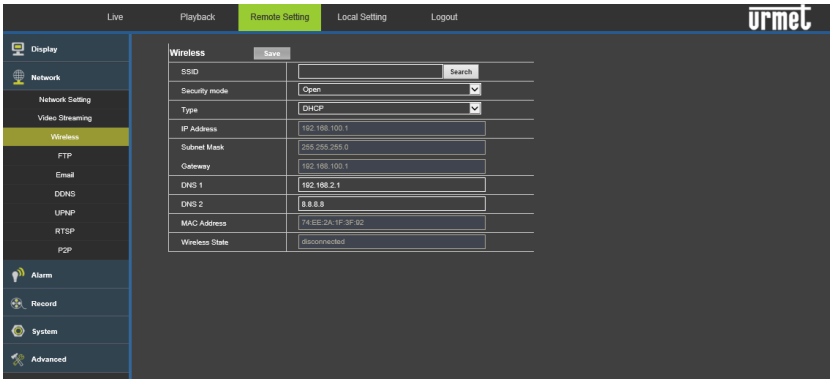 Live Playback Remote Setting Local Setting Logout urmet
Display
Network
Network Setting
Video Streaming
Wireless
FTP
Email
DDNS
UPNP
RTSP
P2P
Alarm
Record
System
Advanced
Wireless Save
SSID Search
Security mode Open
Type DHCP
IP Address 192.168.100.1
Subnet Mask 255.255.255.0
Gateway 192.168.100.1
DNS 1 192.168.2.1
DNS 2 8.8.8.8
MAC Address 74:EE:2A:1F:3F:92
Wireless State disconnected